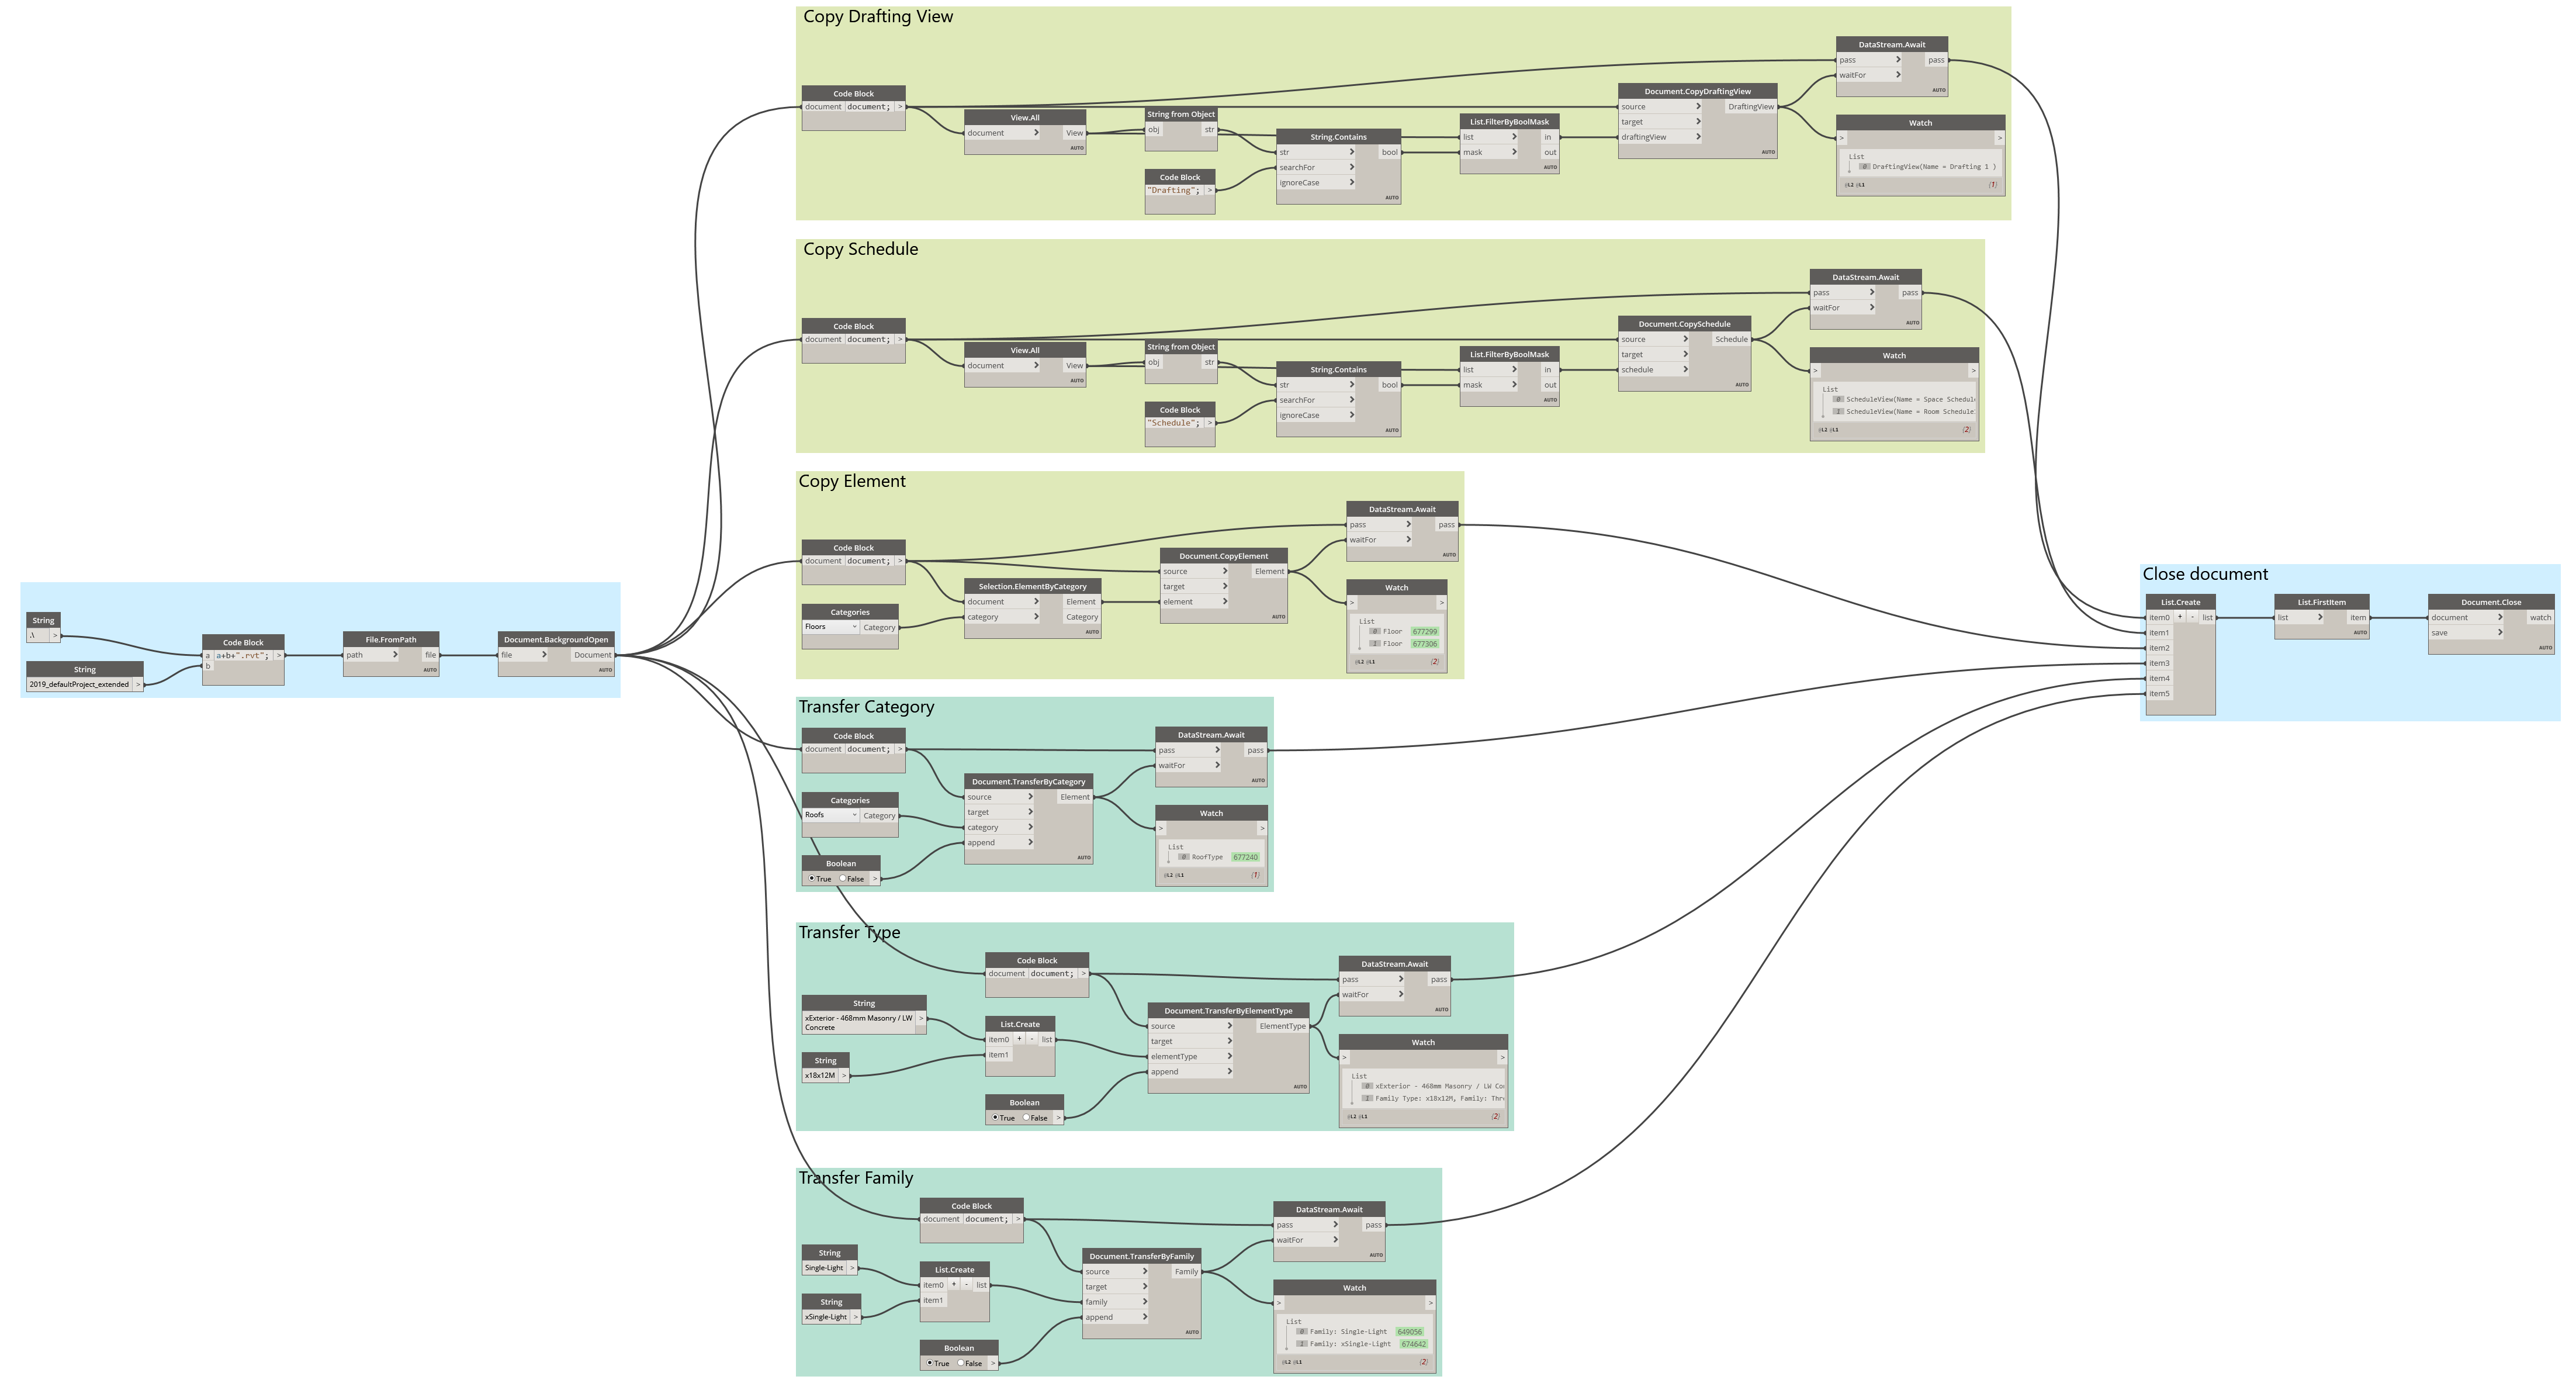 Copy Drafting View
Code Block
document document; >
View.All
document > View
AUTO
String from Object
obj str
Code Block
"Drafting"; >
String.Contains
str > bool
searchFor >
ignoreCase >
AUTO
List.FilterByBoolMask
list > in
mask > out
AUTO
Document.CopyDraftingView
source > DraftingView
target >
draftingView >
AUTO
DataStream.Await
pass > pass
waitFor >
AUTO
Watch
> >
List
0 DraftingView(Name = Drafting 1 )
@L2 @L1 {1}
Copy Schedule
Code Block
document document; >
View.All
document > View
AUTO
String from Object
obj str
Code Block
"Schedule"; >
String.Contains
str > bool
searchFor >
ignoreCase >
AUTO
List.FilterByBoolMask
list > in
mask > out
AUTO
Document.CopySchedule
source > Schedule
target >
schedule >
AUTO
DataStream.Await
pass > pass
waitFor >
AUTO
Watch
> >
List
0 ScheduleView(Name = Space Schedul
1 ScheduleView(Name = Room Schedule
@L2 @L1 {2}
Copy Element
Code Block
document document; >
Categories
Floors Category
Selection.ElementByCategory
document > Element
category > Category
AUTO
Document.CopyElement
source > Element
target >
element >
AUTO
DataStream.Await
pass > pass
waitFor >
AUTO
Watch
> >
List
0 Floor 677299
1 Floor 677306
@L2 @L1 {2}
String
.\ >
String
2019_defaultProject_extended >
Code Block
a a+b+".rvt"; >
b
File.FromPath
path > file
AUTO
Document.BackgroundOpen
file > Document
AUTO
Transfer Category
Code Block
document document; >
Categories
Roofs Category
Boolean
True False >
Document.TransferByCategory
source > Element
target >
category >
append >
AUTO
DataStream.Await
pass > pass
waitFor >
AUTO
Watch
> >
List
0 RoofType 677240
@L2 @L1 {1}
Transfer Type
Code Block
document document; >
String
xExterior - 468mm Masonry / LW >
Concrete
String
x18x12M >
List.Create
item0 + - list
item1
Boolean
True False >
Document.TransferByElementType
source > ElementType
target >
elementType >
append >
AUTO
DataStream.Await
pass > pass
waitFor >
AUTO
Watch
> >
List
0 xExterior - 468mm Masonry / LW Co
1 Family Type: x18x12M, Family: Thr
@L2 @L1 {2}
Transfer Family
Code Block
document document; >
String
Single-Light >
String
xSingle-Light >
List.Create
item0 + - list
item1
Boolean
True False >
Document.TransferByFamily
source > Family
target >
family >
append >
AUTO
DataStream.Await
pass > pass
waitFor >
AUTO
Watch
> >
List
0 Family: Single-Light 649056
1 Family: xSingle-Light 674642
@L2 @L1 {2}
Close document
List.Create
item0 + - list
item1
item2
item3
item4
item5
List.FirstItem
list > item
AUTO
Document.Close
document > watch
save >
AUTO